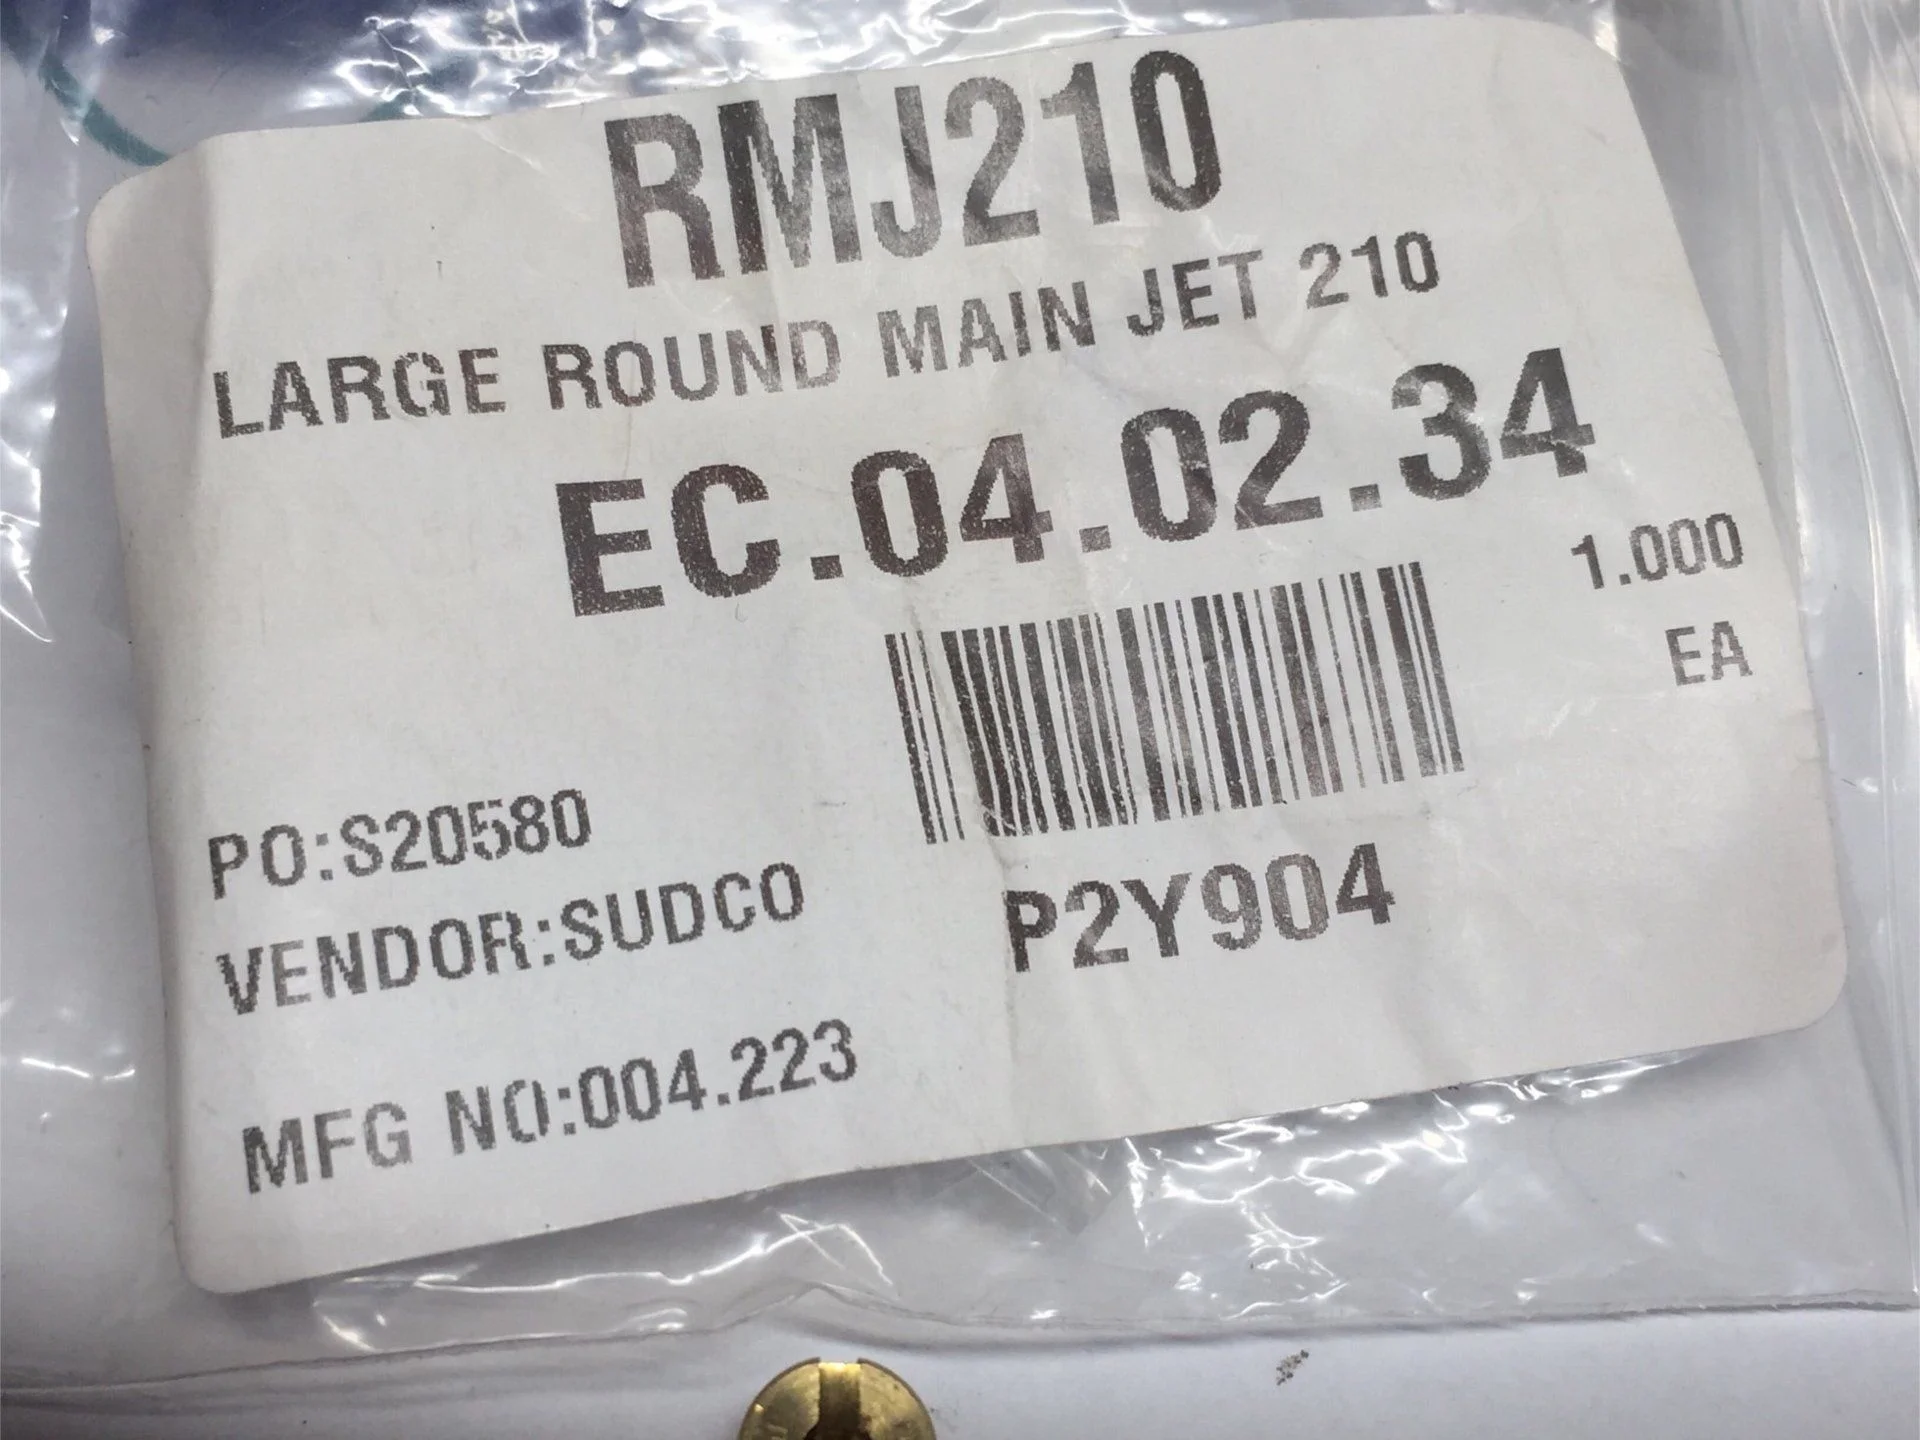 RMJ210
LARGE ROUND MAIN JET 210
EC.04.02.34
1.000
EA
PO:S20580
VENDOR:SUDCO
P2Y904
MFG NO:004.223